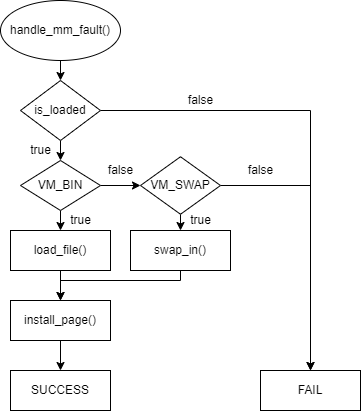 handle_mm_fault()
is_loaded
false
true
VM_BIN
false
VM_SWAP
false
true
true
load_file()
swap_in()
install_page()
SUCCESS
FAIL